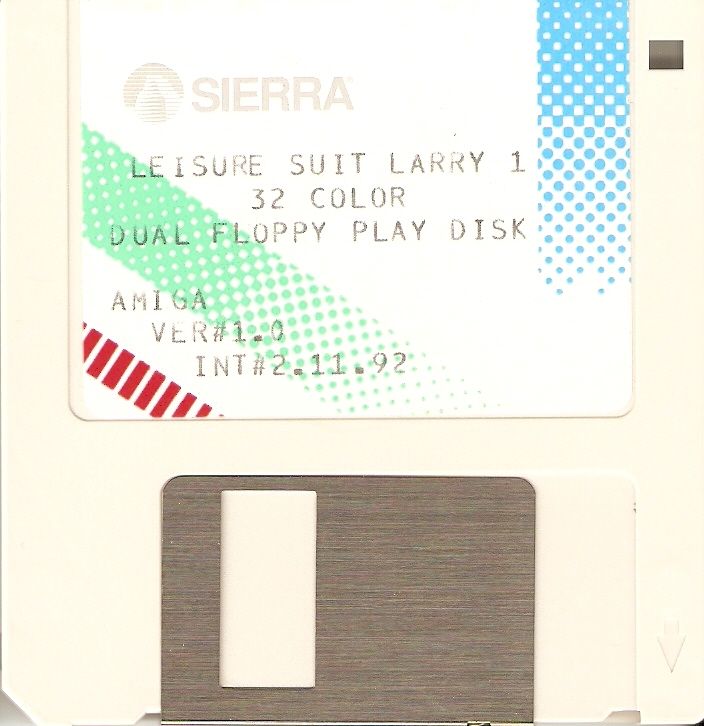 SIERRA
LEISURE SUIT LARRY 1
32 COLOR
DUAL FLOPPY PLAY DISK
AMIGA
VER#1.0
INT#2.11.92